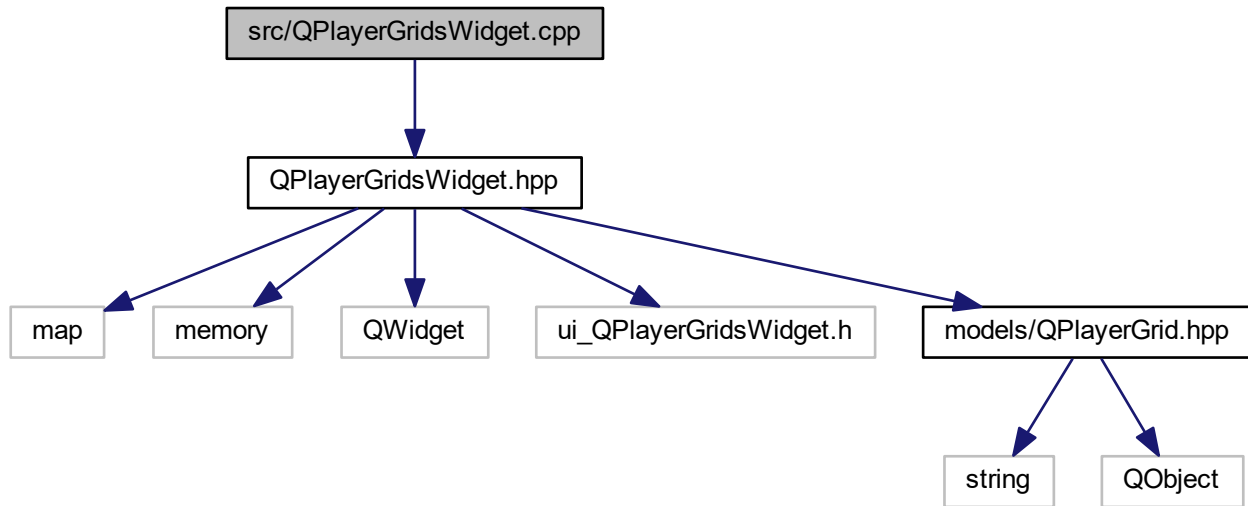 src/QPlayerGridsWidget.cpp
QPlayerGridsWidget.hpp
map
memory
QWidget
ui_QPlayerGridsWidget.h
models/QPlayerGrid.hpp
string
QObject